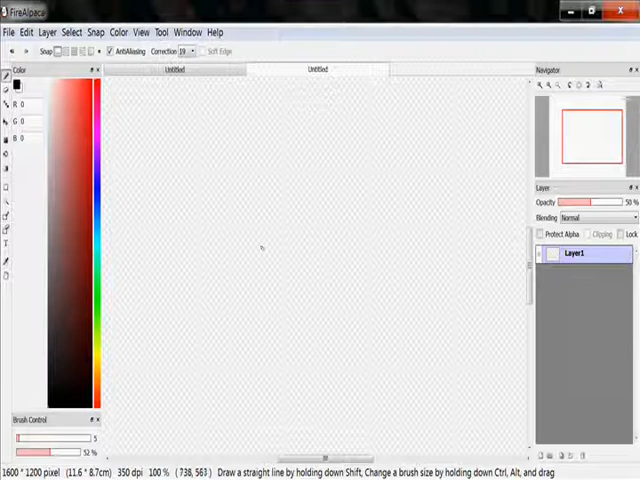 FireAlpaca
File Edit Layer Select Snap Color View Tool Window Help
Snap AntiAliasing Correction 19 Soft Edge
Color
Untitled
Untitled
Navigator
R 0
G 0
B 0
Layer
Opacity 50 %
Blending Normal
Protect Alpha Clipping Lock
Layer1
Brush Control
5
52 %
1600 * 1200 pixel (11.6 * 8.7cm) 350 dpi 100 % ( 738, 563) Draw a straight line by holding down Shift, Change a brush size by holding down Ctrl, Alt, and drag